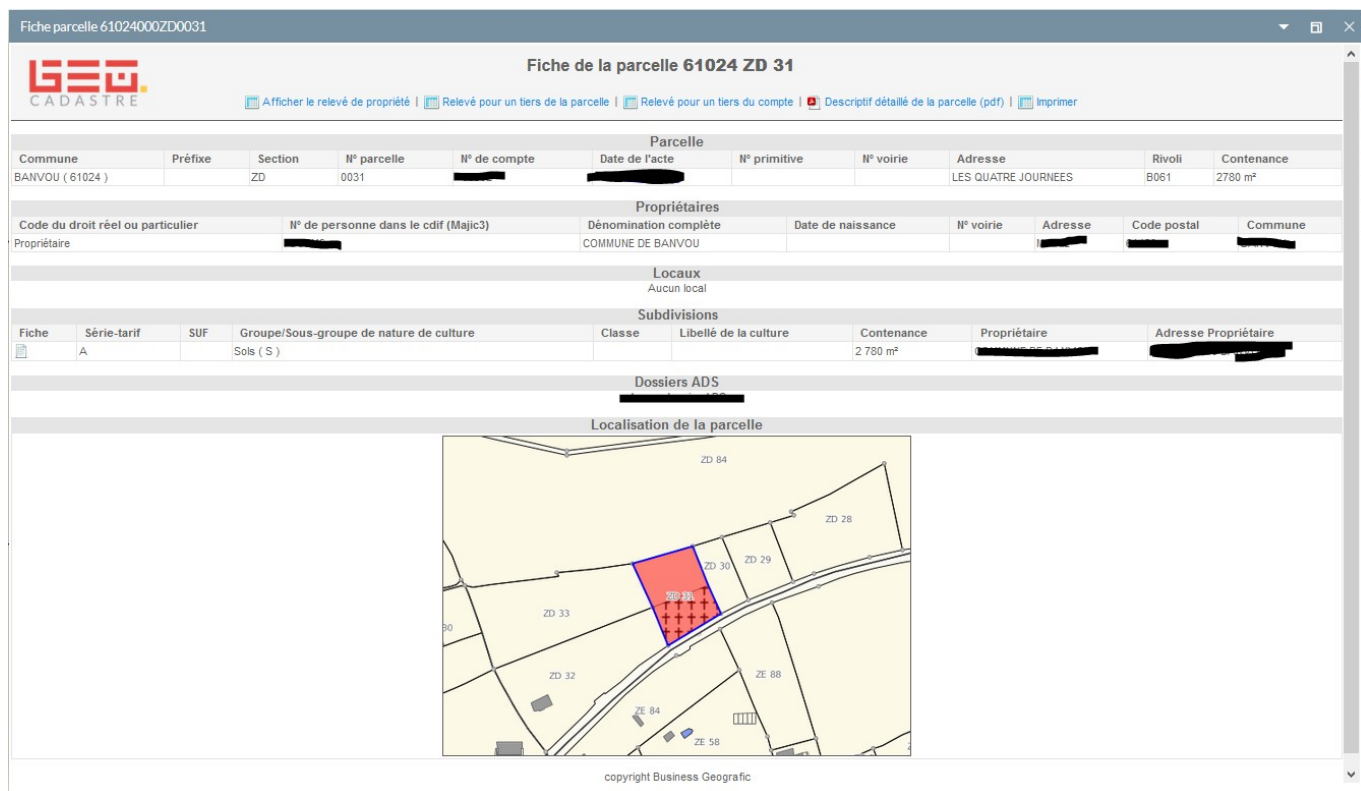 Fiche parcelle 61024000ZD0031
GEO.
CADASTRE
Fiche de la parcelle 61024 ZD 31
Afficher le relevé de propriété | Relevé pour un tiers de la parcelle | Relevé pour un tiers du compte | Descriptif détaillé de la parcelle (pdf) | Imprimer
Parcelle
Commune Préfixe Section N° parcelle N° de compte Date de l'acte N° primitive N° voirie Adresse Rivoli Contenance
BANVOU ( 61024 ) ZD 0031 LES QUATRE JOURNEES B061 2780 m²
Propriétaires
Code du droit réel ou particulier N° de personne dans le cdif (Majic3) Dénomination complète Date de naissance N° voirie Adresse Code postal Commune
Propriétaire COMMUNE DE BANVOU
Locaux
Aucun local
Subdivisions
Fiche Série-tarif SUF Groupe/Sous-groupe de nature de culture Classe Libellé de la culture Contenance Propriétaire Adresse Propriétaire
A Sols ( S ) 2 780 m²
Dossiers ADS
Localisation de la parcelle
ZD 84
ZD 28
ZD 29
ZD 30
ZD 31
ZD 33
ZD 32
ZE 88
ZE 84
ZE 58
copyright Business Geografic